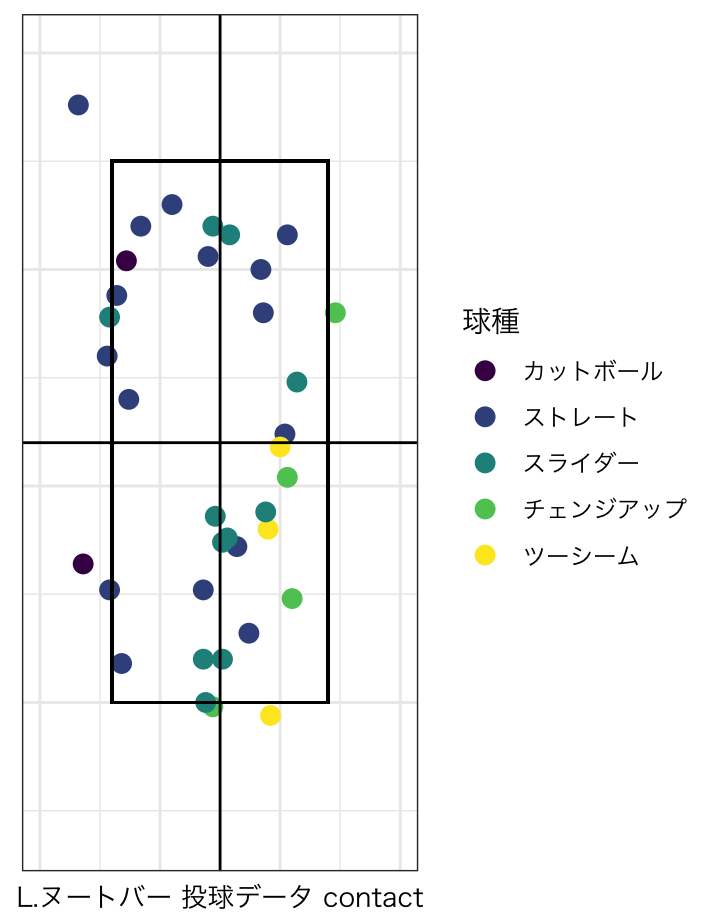 球種
カットボール
ストレート
スライダー
チェンジアップ
ツーシーム
L.ヌートバー 投球データ contact